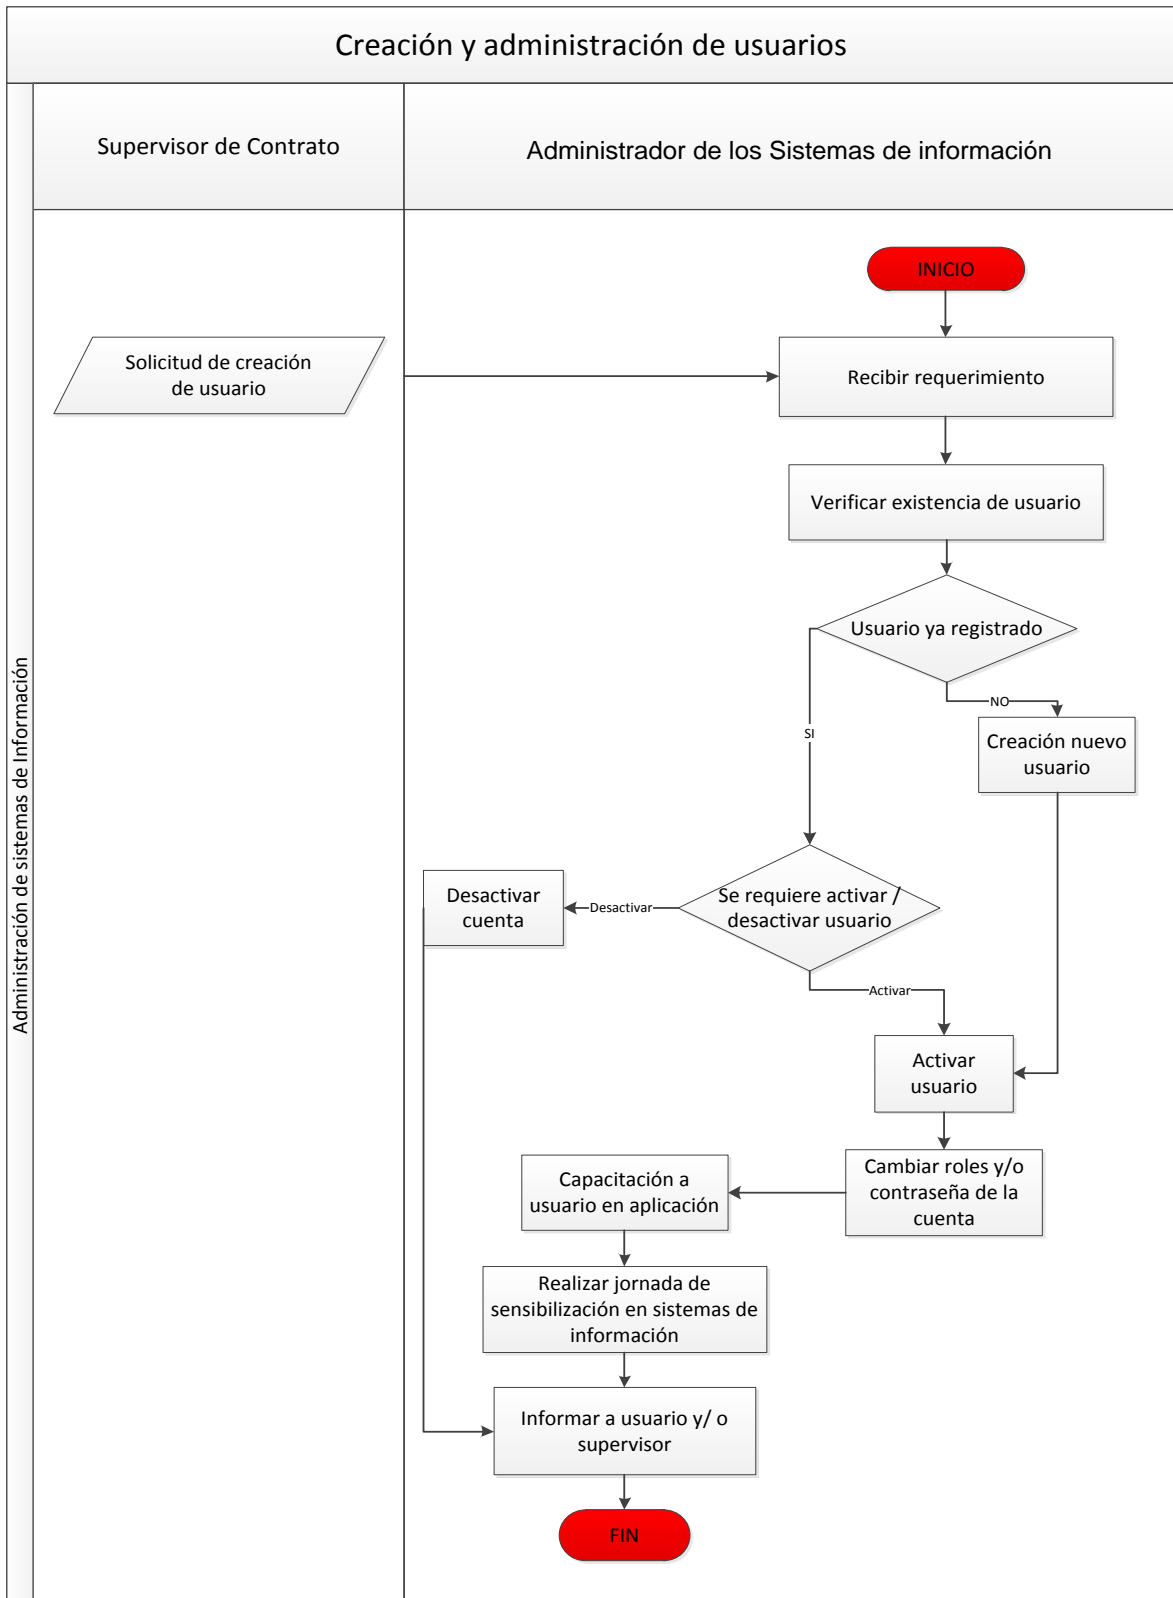 Creación y administración de usuarios
Supervisor de Contrato
Administrador de los Sistemas de información
Administración de sistemas de Información
INICIO
Solicitud de creación
de usuario
Recibir requerimiento
Verificar existencia de usuario
Usuario ya registrado
NO
SI
Creación nuevo
usuario
Se requiere activar /
desactivar usuario
Desactivar
Desactivar
cuenta
Activar
Activar
usuario
Cambiar roles y/o
contraseña de la
cuenta
Capacitación a
usuario en aplicación
Realizar jornada de
sensibilización en sistemas de
información
Informar a usuario y/ o
supervisor
FIN